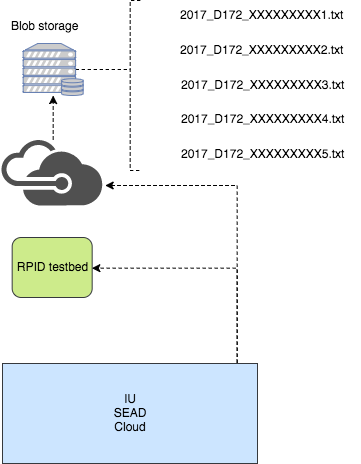 Blob storage
2017_D172_XXXXXXXXX1.txt
2017_D172_XXXXXXXXX2.txt
2017_D172_XXXXXXXXX3.txt
2017_D172_XXXXXXXXX4.txt
2017_D172_XXXXXXXXX5.txt
RPID testbed
IU
SEAD
Cloud